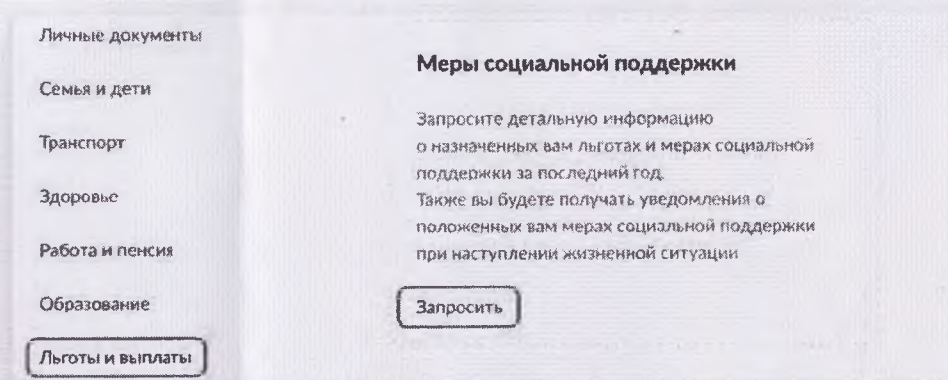 Личные документы
Семья и дети
Транспорт
Здоровье
Работа и пенсия
Образование
Льготы и выплаты
Меры социальной поддержки
Запросите детальную информацию
о назначенных вам льготах и мерах социальной
поддержки за последний год.
Также вы будете получать уведомления о
положенных вам мерах социальной поддержки
при наступлении жизненной ситуации
Запросить